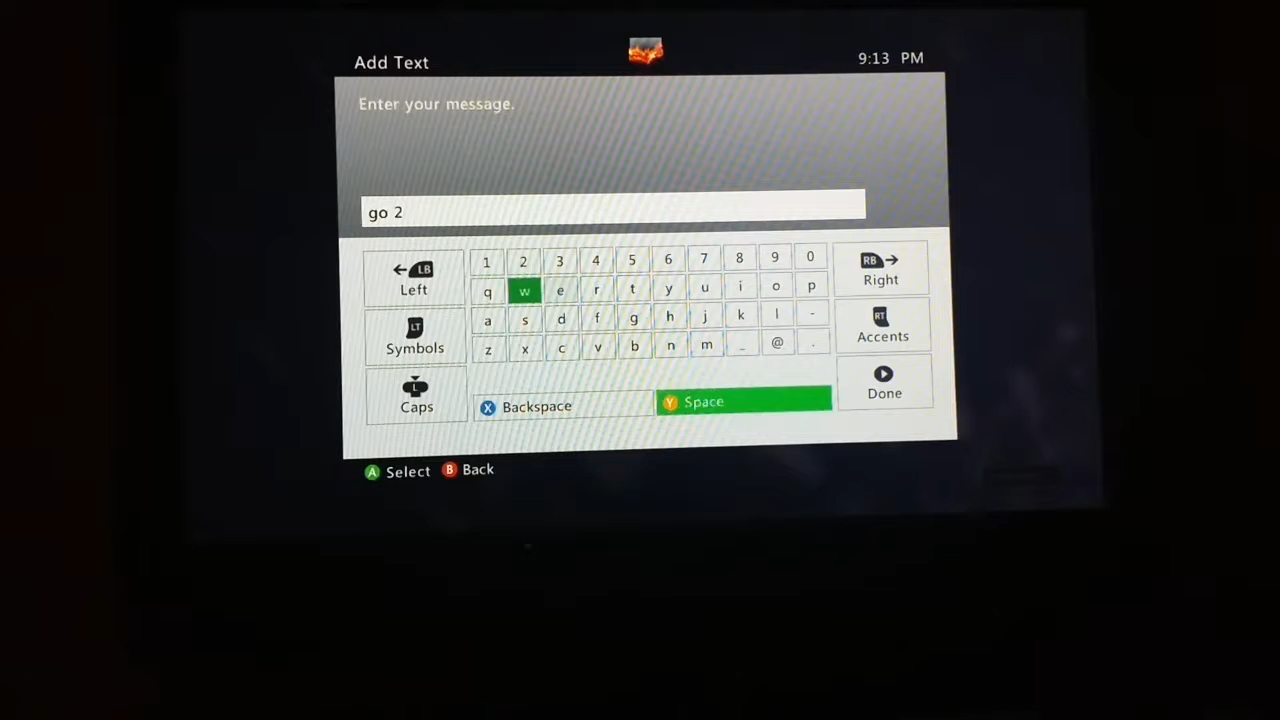 Add Text
9:13 PM
Enter your message.
go 2
LB
Left
1 2 3 4 5 6 7 8 9 0
RB
Right
q w e r t y u i o p
LT
Symbols
a s d f g h j k l -
RT
Accents
z x c v b n m _ @ .
L
Caps
X Backspace
Y Space
Done
A Select B Back